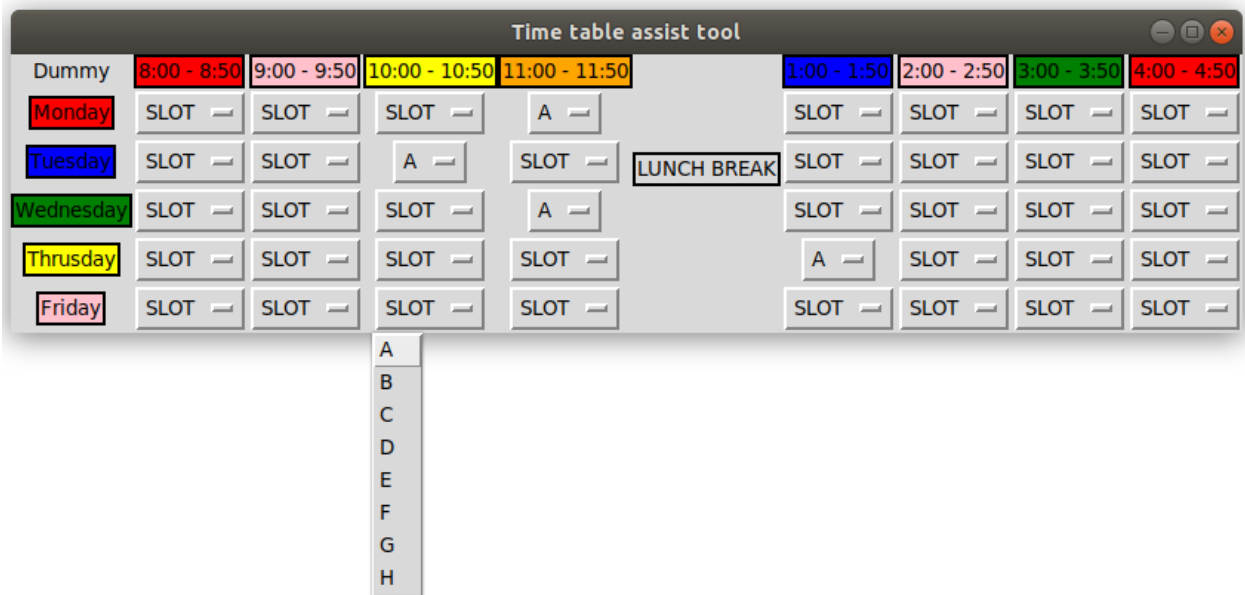 Time table assist tool
Dummy 8:00 - 8:50 9:00 - 9:50 10:00 - 10:50 11:00 - 11:50 1:00 - 1:50 2:00 - 2:50 3:00 - 3:50 4:00 - 4:50
Monday SLOT SLOT SLOT A SLOT SLOT SLOT SLOT
Tuesday SLOT SLOT A SLOT LUNCH BREAK SLOT SLOT SLOT SLOT
Wednesday SLOT SLOT SLOT A SLOT SLOT SLOT SLOT
Thrusday SLOT SLOT SLOT SLOT A SLOT SLOT SLOT
Friday SLOT SLOT SLOT SLOT SLOT SLOT SLOT SLOT
A
B
C
D
E
F
G
H